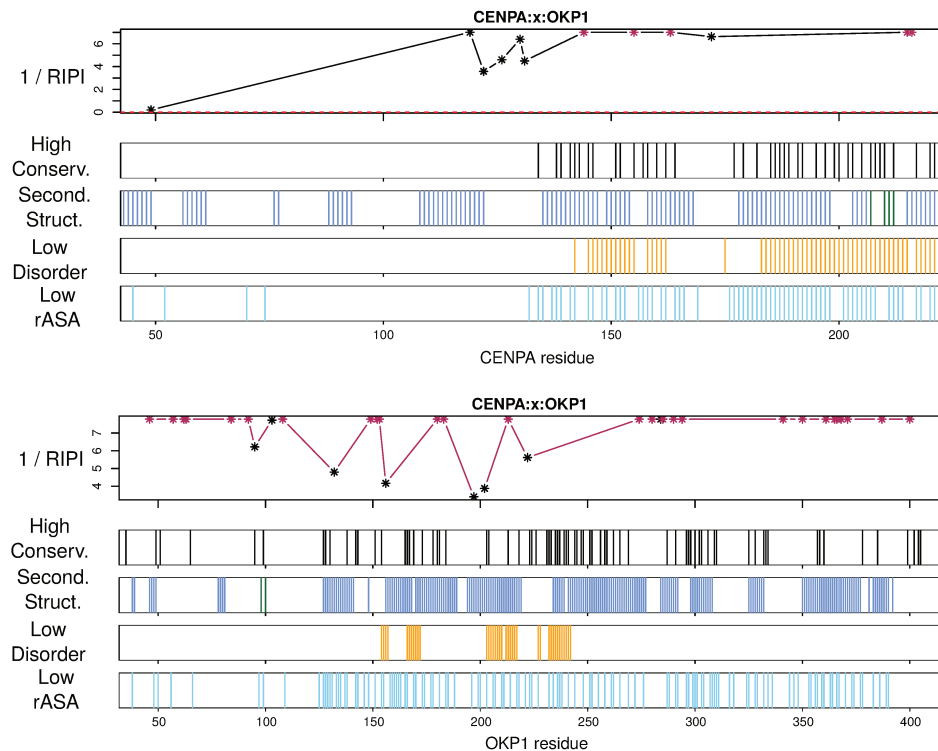 CENPA:x:OKP1
1 / RIPI
0 2 4 6
High
Conserv.
Second.
Struct.
Low
Disorder
Low
rASA
50 100 150 200
CENPA residue
CENPA:x:OKP1
1 / RIPI
4 5 6 7
High
Conserv.
Second.
Struct.
Low
Disorder
Low
rASA
50 100 150 200 250 300 350 400
OKP1 residue